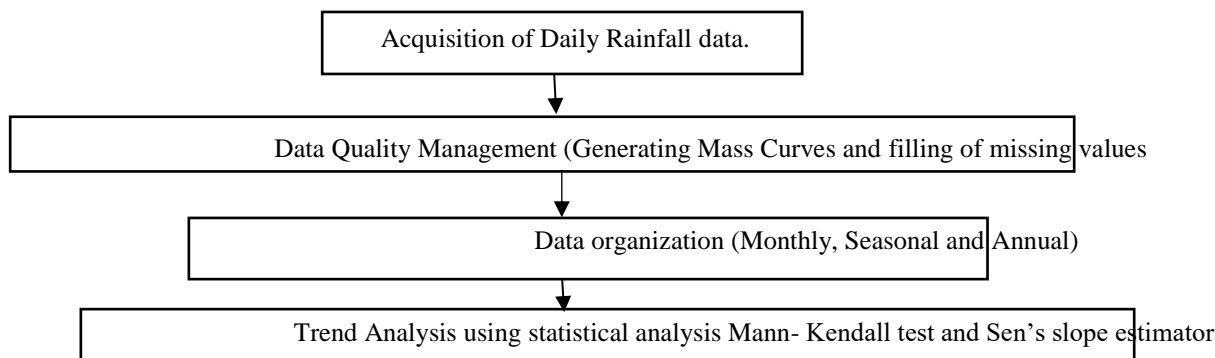 Acquisition of Daily Rainfall data.
Data Quality Management (Generating Mass Curves and filling of missing values
Data organization (Monthly, Seasonal and Annual)
Trend Analysis using statistical analysis Mann- Kendall test and Sen’s slope estimator